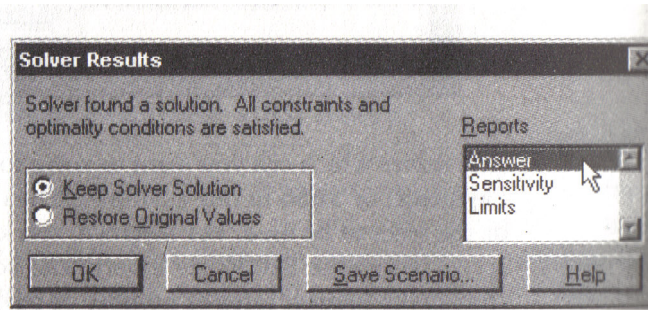 Solver Results
Solver found a solution. All constraints and
optimality conditions are satisfied.
Reports
Answer
Sensitivity
Limits
Keep Solver Solution
Restore Original Values
OK
Cancel
Save Scenario...
Help